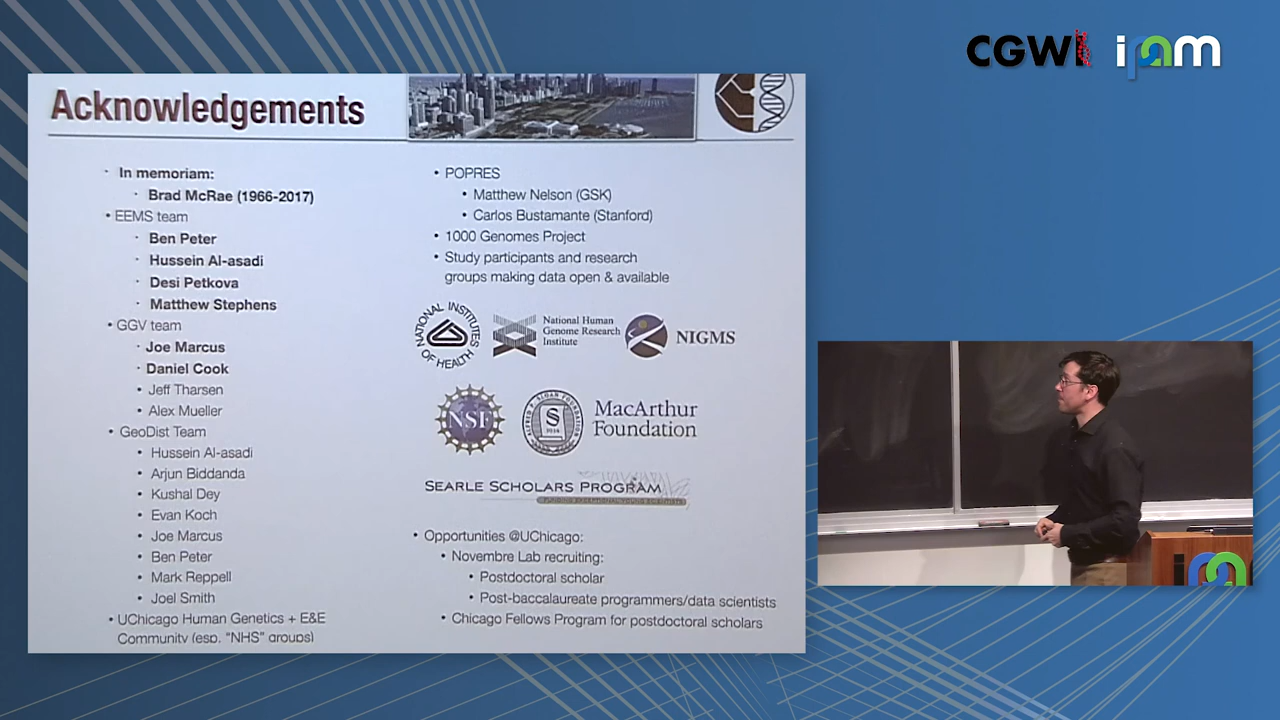 CGWI ipam
Acknowledgements
In memoriam:
Brad McRae (1966-2017)
EEMS team
Ben Peter
Hussein Al-asadi
Desi Petkova
Matthew Stephens
GGV team
Joe Marcus
Daniel Cook
Jeff Tharsen
Alex Mueller
GeoDist Team
Hussein Al-asadi
Arjun Biddanda
Kushal Dey
Evan Koch
Joe Marcus
Ben Peter
Mark Reppell
Joel Smith
UChicago Human Genetics + E&E
Community (esp. "NHS" groups)
POPRES
Matthew Nelson (GSK)
Carlos Bustamante (Stanford)
1000 Genomes Project
Study participants and research
groups making data open & available
NATIONAL INSTITUTES
OF HEALTH
National Human
Genome Research
Institute
NIGMS
NSF
ALFRED P. SLOAN FOUNDATION
1934
MacArthur
Foundation
SEARLE SCHOLARS PROGRAM
Opportunities @UChicago:
Novembre Lab recruiting:
Postdoctoral scholar
Post-baccalaureate programmers/data scientists
Chicago Fellows Program for postdoctoral scholars